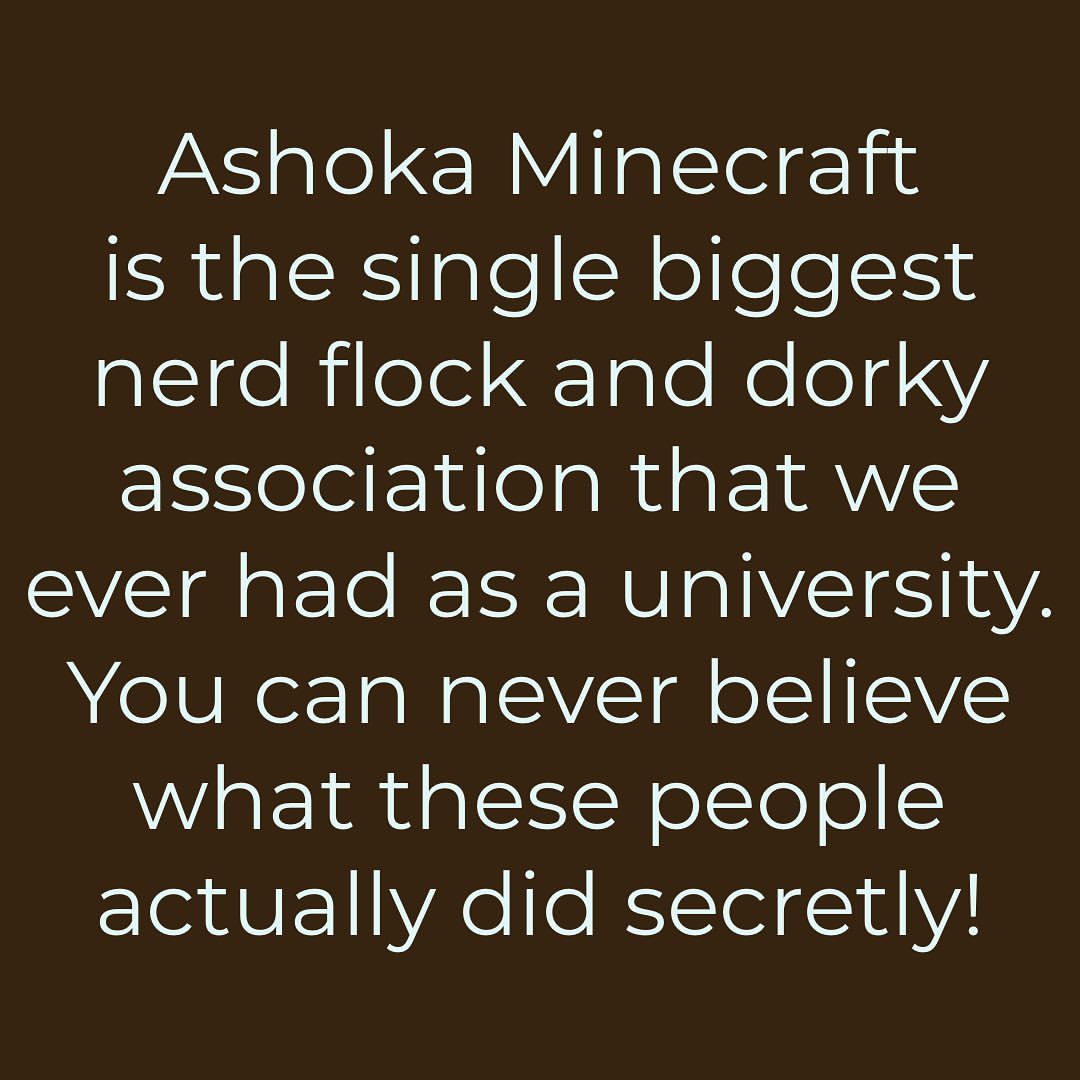 Ashoka Minecraft
is the single biggest
nerd flock and dorky
association that we
ever had as a university.
You can never believe
what these people
actually did secretly!